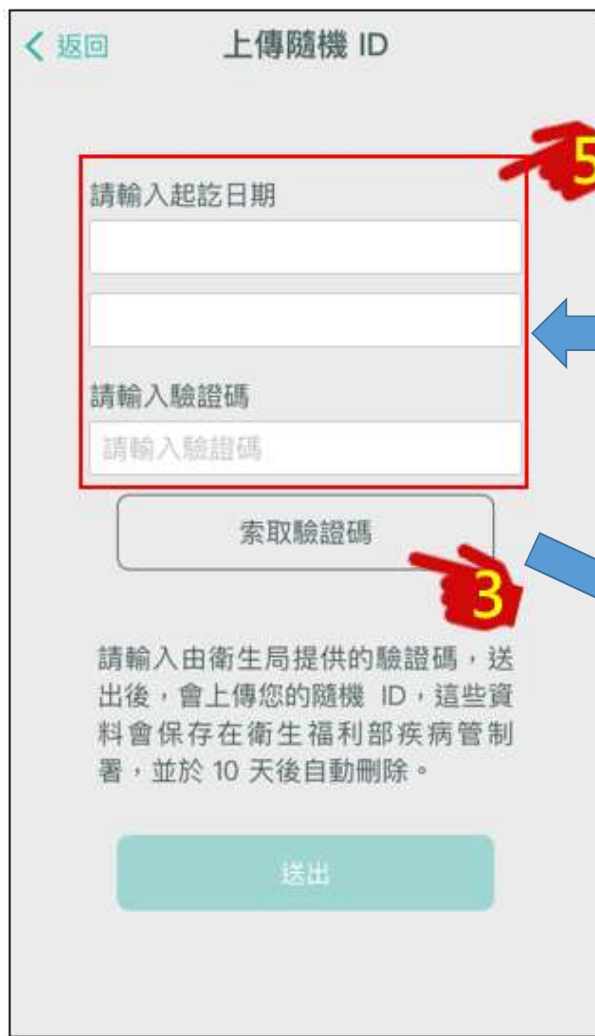 返回
上傳隨機 ID
5
請輸入起訖日期
請輸入驗證碼
請輸入驗證碼
索取驗證碼
3
請輸入由衛生局提供的驗證碼，送
出後，會上傳您的隨機 ID，這些資
料會保存在衛生福利部疾病管制
署，並於 10 天後自動刪除。
送出